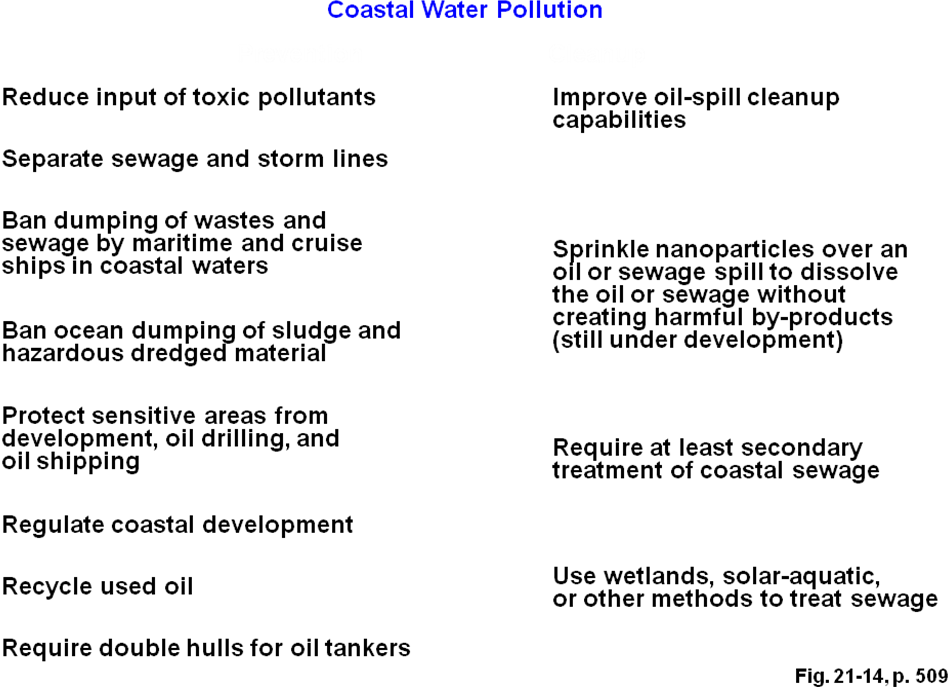 Coastal Water Pollution
Reduce input of toxic pollutants
Separate sewage and storm lines
Ban dumping of wastes and
sewage by maritime and cruise
ships in coastal waters
Ban ocean dumping of sludge and
hazardous dredged material
Protect sensitive areas from
development, oil drilling, and
oil shipping
Regulate coastal development
Recycle used oil
Require double hulls for oil tankers
Improve oil-spill cleanup
capabilities
Sprinkle nanoparticles over an
oil or sewage spill to dissolve
the oil or sewage without
creating harmful by-products
(still under development)
Require at least secondary
treatment of coastal sewage
Use wetlands, solar-aquatic,
or other methods to treat sewage
Fig. 21-14, p. 509